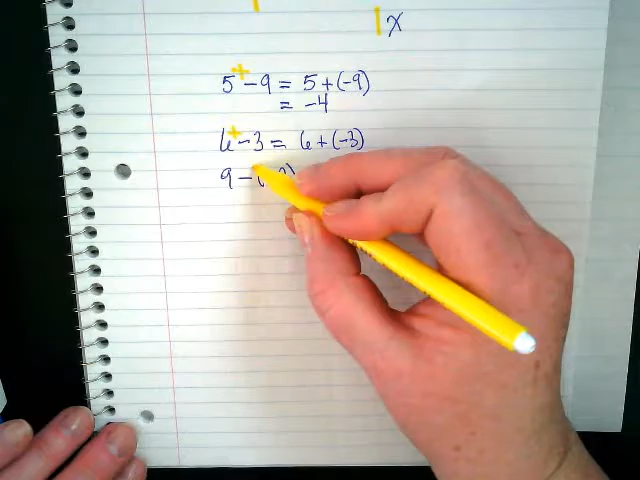 | x
5 + - 9 = 5 + (-9)
= -4
6 + - 3 = 6 + (-3)
9 - (